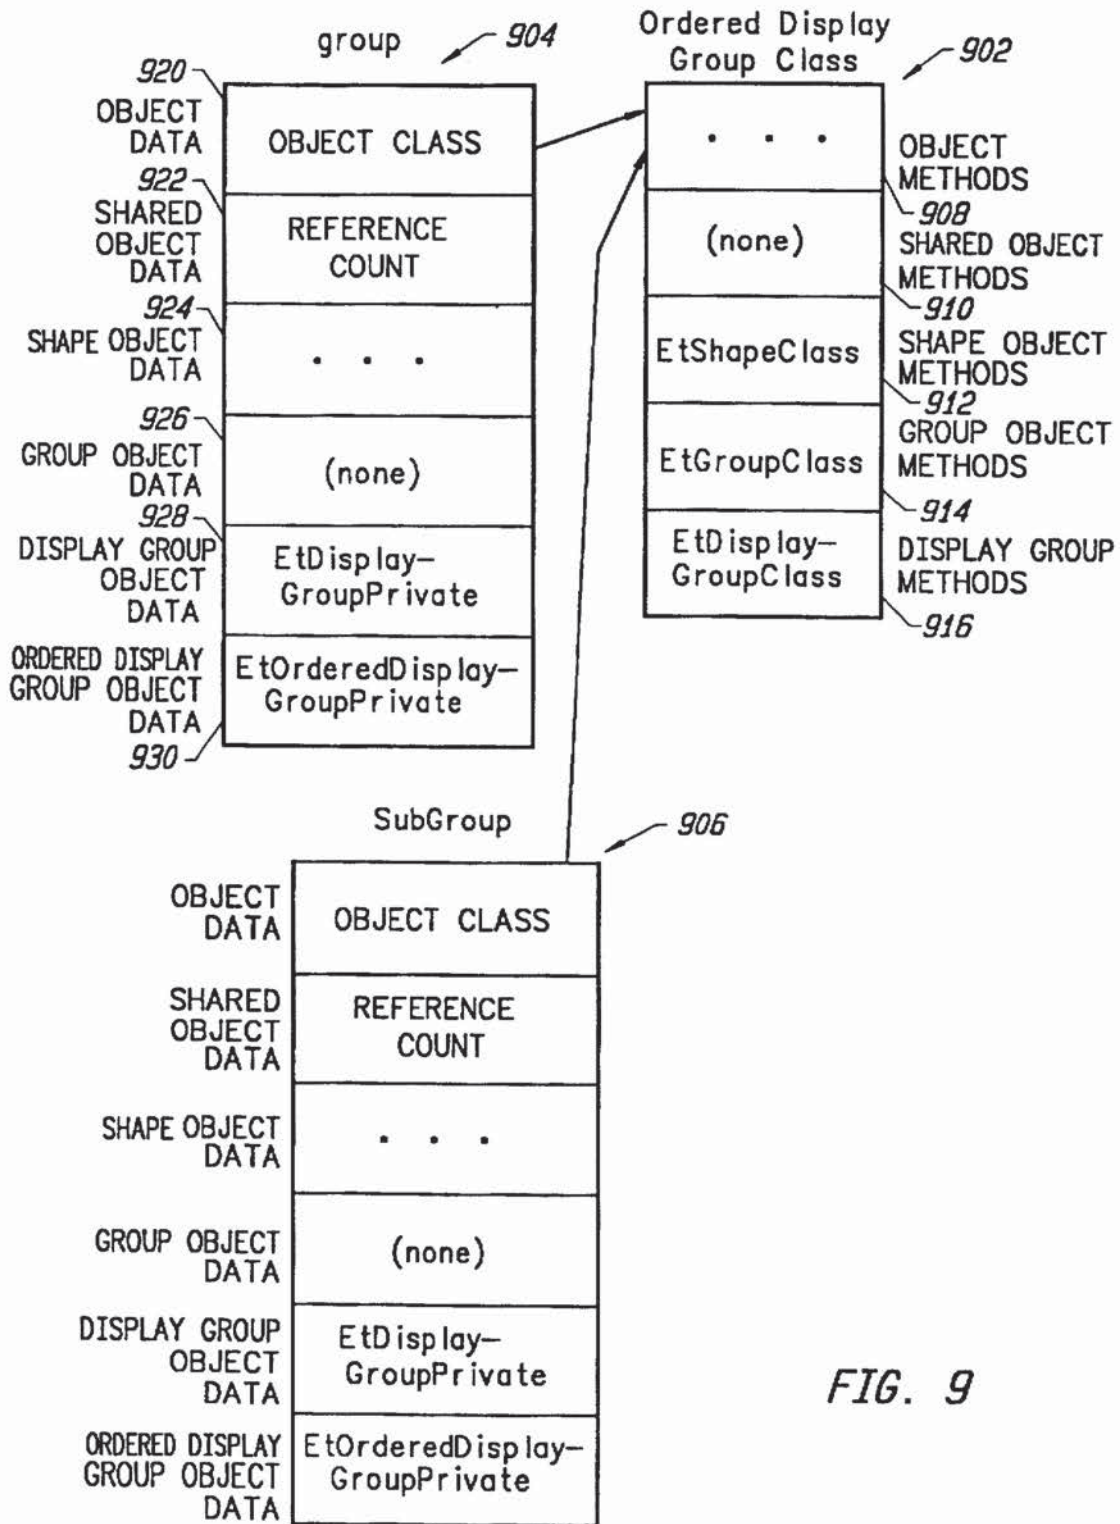 group
904
920
OBJECT
DATA
OBJECT CLASS
922
SHARED
OBJECT
DATA
REFERENCE
COUNT
924
SHAPE OBJECT
DATA
. . .
926
GROUP OBJECT
DATA
(none)
928
DISPLAY GROUP
OBJECT
DATA
EtDisplay-
GroupPrivate
ORDERED DISPLAY
GROUP OBJECT
DATA
EtOrderedDisplay-
GroupPrivate
930
Ordered Display
Group Class
902
. . .
OBJECT
METHODS
908
(none)
SHARED OBJECT
METHODS
910
EtShapeClass
SHAPE OBJECT
METHODS
912
EtGroupClass
GROUP OBJECT
METHODS
914
EtDisplay-
GroupClass
DISPLAY GROUP
METHODS
916
SubGroup
906
OBJECT
DATA
OBJECT CLASS
SHARED
OBJECT
DATA
REFERENCE
COUNT
SHAPE OBJECT
DATA
. . .
GROUP OBJECT
DATA
(none)
DISPLAY GROUP
OBJECT
DATA
EtDisplay-
GroupPrivate
ORDERED DISPLAY
GROUP OBJECT
DATA
EtOrderedDisplay-
GroupPrivate
FIG. 9